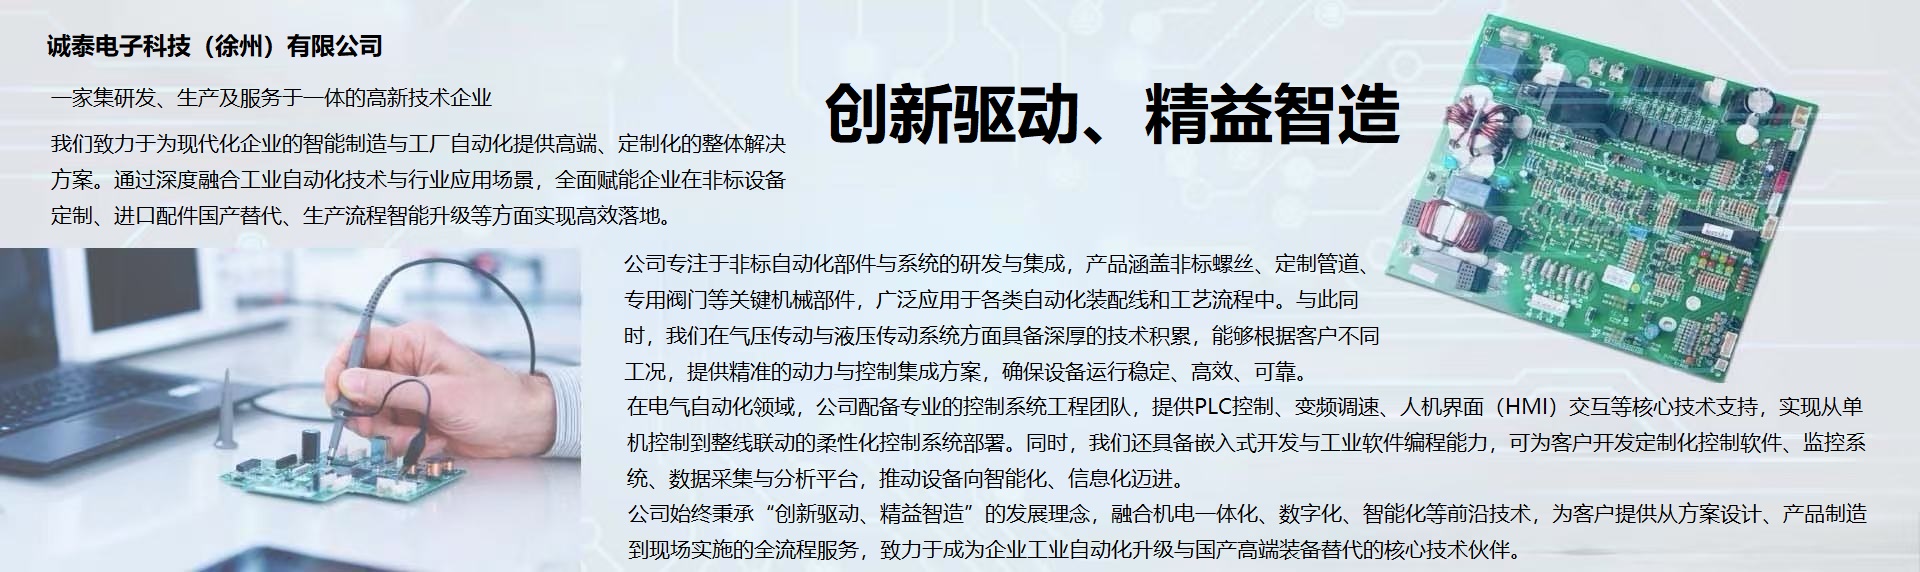 诚泰电子科技（徐州）有限公司
一家集研发、生产及服务于一体的高新技术企业
我们致力于为现代化企业的智能制造与工厂自动化提供高端、定制化的整体解决
方案。通过深度融合工业自动化技术与行业应用场景，全面赋能企业在非标设备
定制、进口配件国产替代、生产流程智能升级等方面实现高效落地。
创新驱动、精益智造
公司专注于非标自动化部件与系统的研发与集成，产品涵盖非标螺丝、定制管道、
专用阀门等关键机械部件，广泛应用于各类自动化装配线和工艺流程中。与此同
时，我们在气压传动与液压传动系统方面具备深厚的技术积累，能够根据客户不同
工况，提供精准的动力与控制集成方案，确保设备运行稳定、高效、可靠。
在电气自动化领域，公司配备专业的控制系统工程团队，提供PLC控制、变频调速、人机界面（HMI）交互等核心技术支持，实现从单
机控制到整线联动的柔性化控制系统部署。同时，我们还具备嵌入式开发与工业软件编程能力，可为客户开发定制化控制软件、监控系
统、数据采集与分析平台，推动设备向智能化、信息化迈进。
公司始终秉承“创新驱动、精益智造”的发展理念，融合机电一体化、数字化、智能化等前沿技术，为客户提供从方案设计、产品制造
到现场实施的全流程服务，致力于成为企业工业自动化升级与国产高端装备替代的核心技术伙伴。